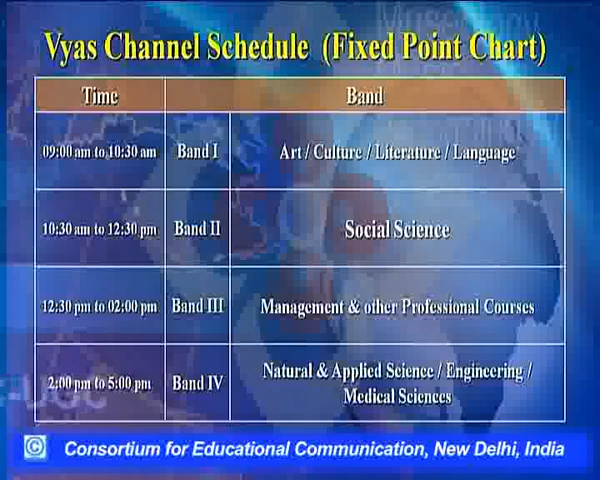 Vyas Channel Schedule (Fixed Point Chart)
Time Band
09:00 am to 10:30 am Band I Art / Culture / Literature / Language
10:30 am to 12:30 pm Band II Social Science
12:30 pm to 02:00 pm Band III Management & other Professional Courses
2:00 pm to 5:00 pm Band IV Natural & Applied Science / Engineering /
Medical Sciences
© Consortium for Educational Communication, New Delhi, India